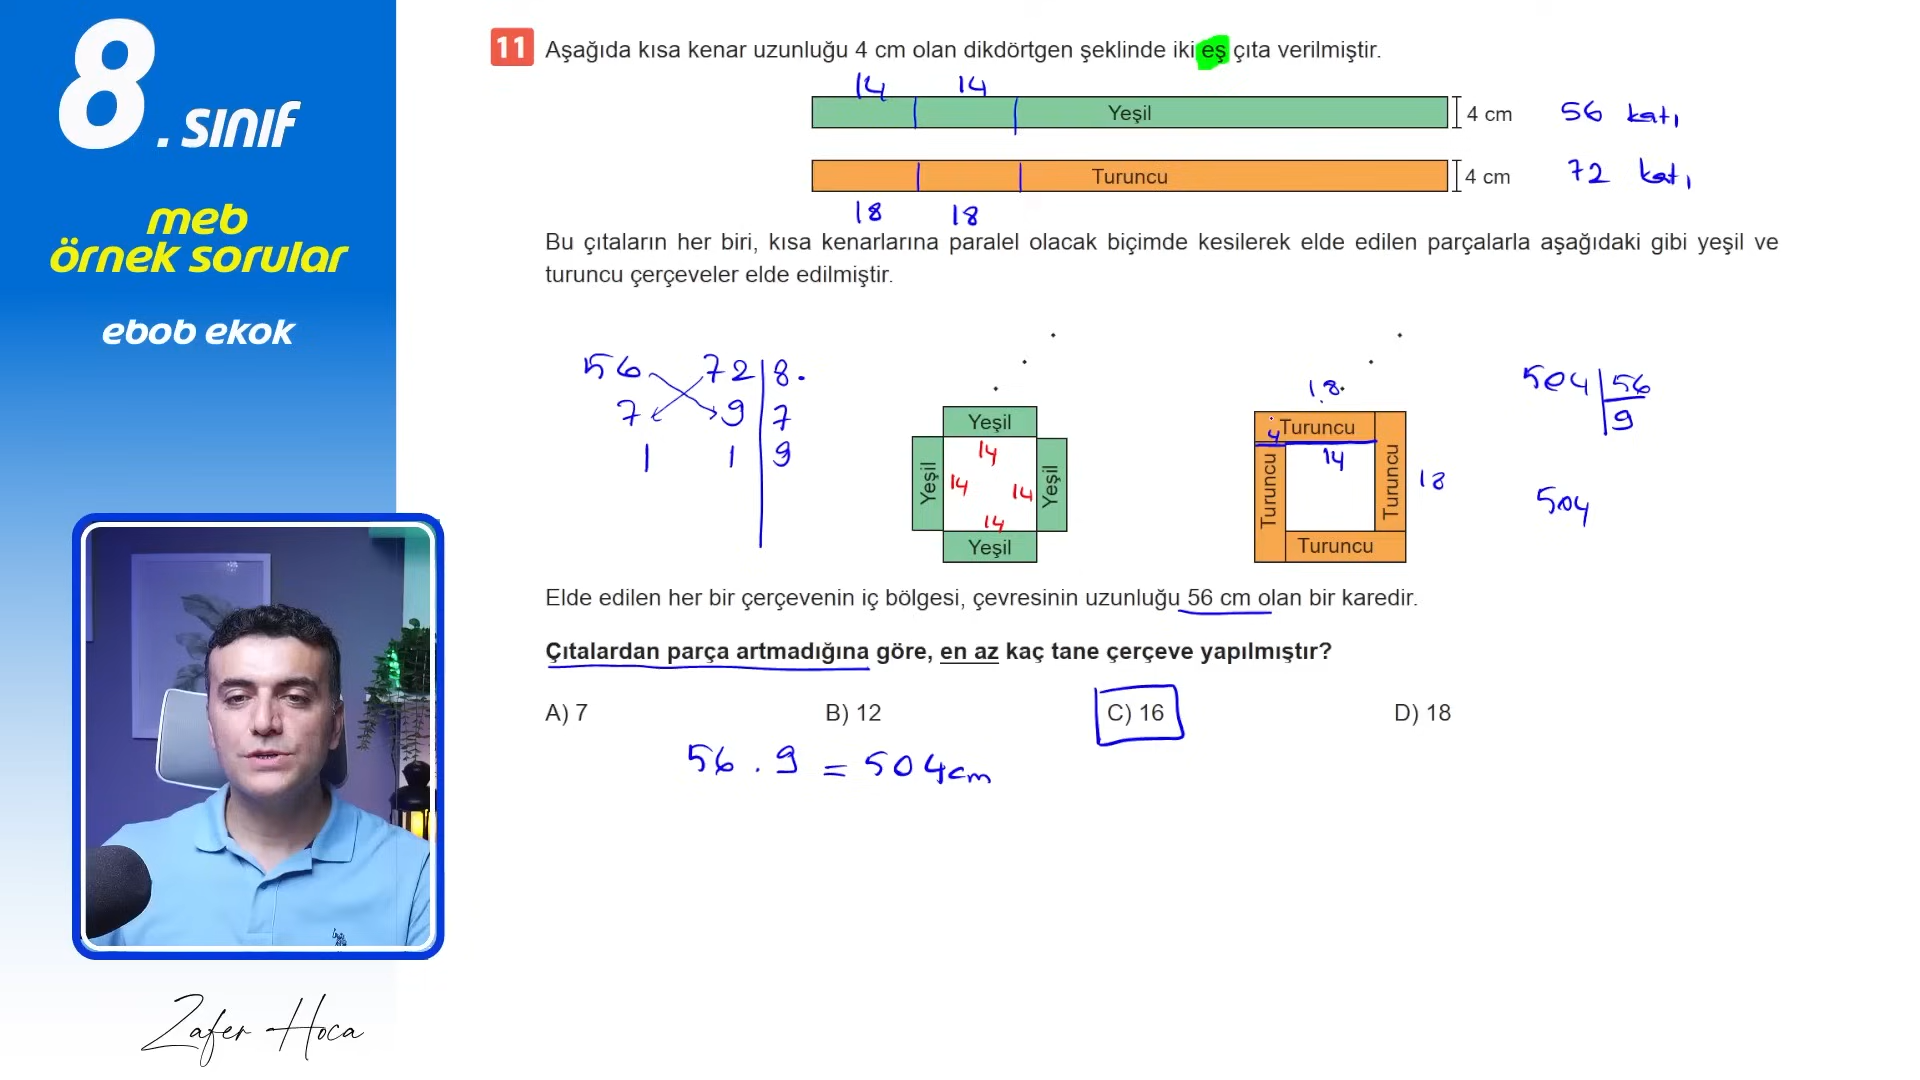 8. SINIF
meb
örnek sorular
ebob ekok
Zafer Hoca
11 Aşağıda kısa kenar uzunluğu 4 cm olan dikdörtgen şeklinde iki eş çıta verilmiştir.
14 14
Yeşil 4 cm 56 katı
Turuncu 4 cm 72 katı
18 18
Bu çıtaların her biri, kısa kenarlarına paralel olacak biçimde kesilerek elde edilen parçalarla aşağıdaki gibi yeşil ve
turuncu çerçeveler elde edilmiştir.
56 72 8.
7 9 7
1 1 9
Yeşil
14
Yeşil 14 14 Yeşil
14
Yeşil
18
4 Turuncu
14
Turuncu Turuncu 18
Turuncu
504 56
9
504
Elde edilen her bir çerçevenin iç bölgesi, çevresinin uzunluğu 56 cm olan bir karedir.
Çıtalardan parça artmadığına göre, en az kaç tane çerçeve yapılmıştır?
A) 7 B) 12 C) 16 D) 18
56 . 9 = 504 cm